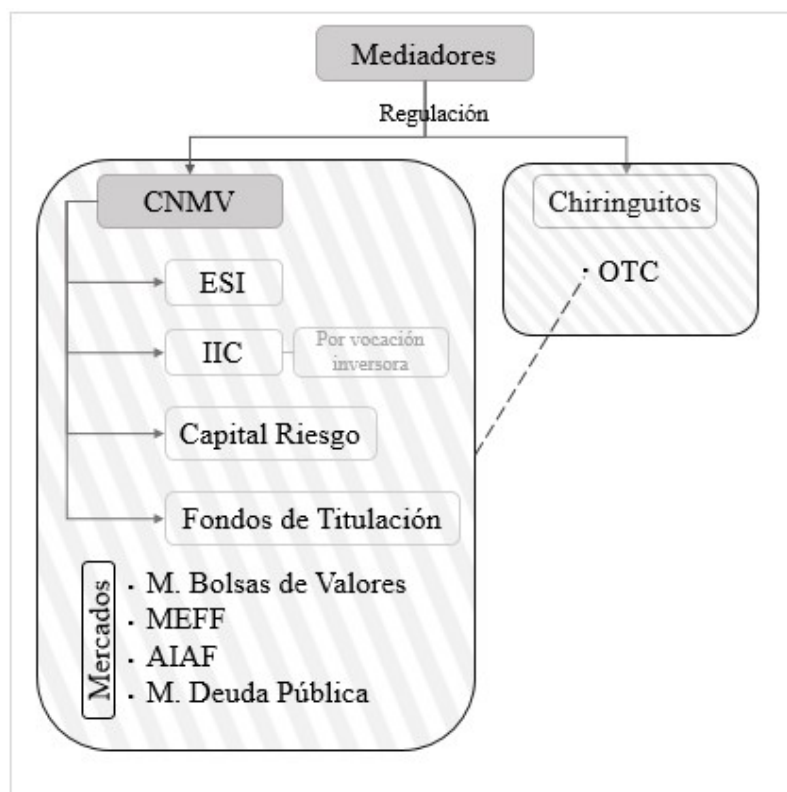 Mediadores
Regulación
CNMV
Chiringuitos
· OTC
ESI
IIC
Por vocación
inversora
Capital Riesgo
Fondos de Titulación
Mercados
· M. Bolsas de Valores
· MEFF
· AIAF
· M. Deuda Pública